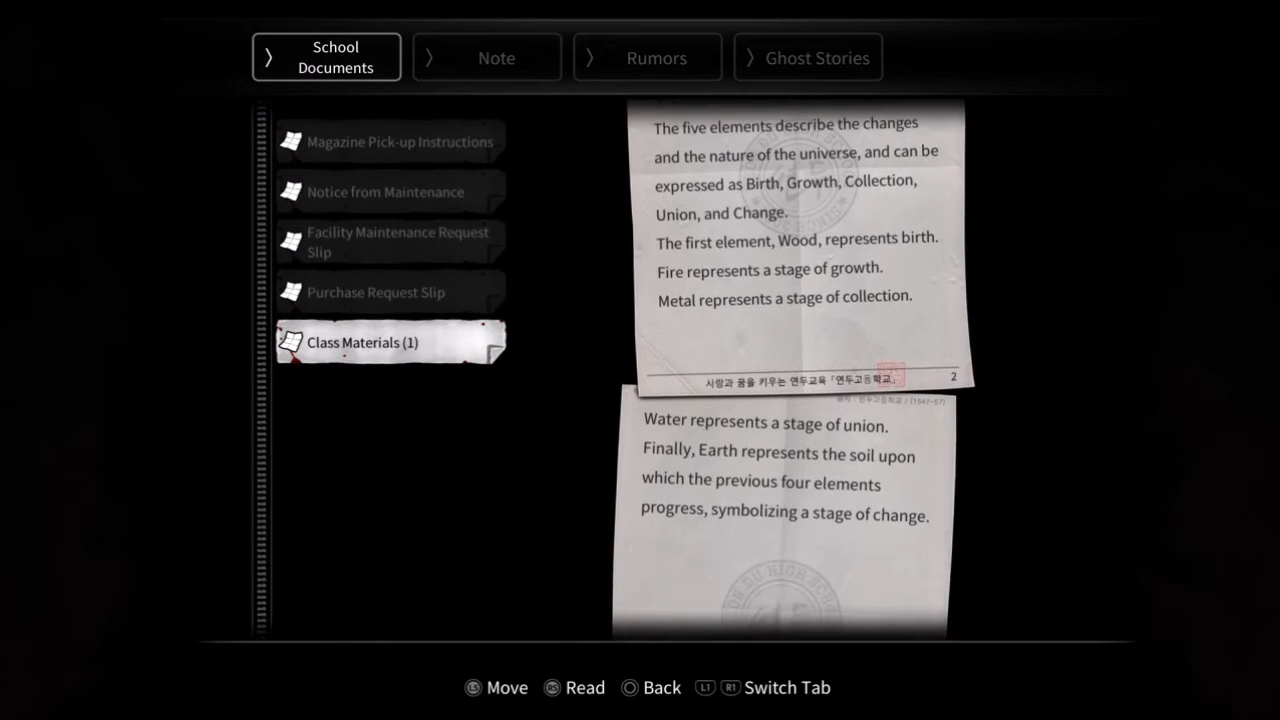 School
Documents
Note
Rumors
Ghost Stories
Magazine Pick-up Instructions
Notice from Maintenance
Facility Maintenance Request
Slip
Purchase Request Slip
Class Materials (1)
The five elements describe the changes
and the nature of the universe, and can be
expressed as Birth, Growth, Collection,
Union, and Change.
The first element, Wood, represents birth.
Fire represents a stage of growth.
Metal represents a stage of collection.
사랑과 꿈을 키우는 연두교육 「연두고등학교」 2
Water represents a stage of union.
Finally, Earth represents the soil upon
which the previous four elements
progress, symbolizing a stage of change.
DU HIGH SCHO
LS Move
RS Read
Back
L1 R1 Switch Tab